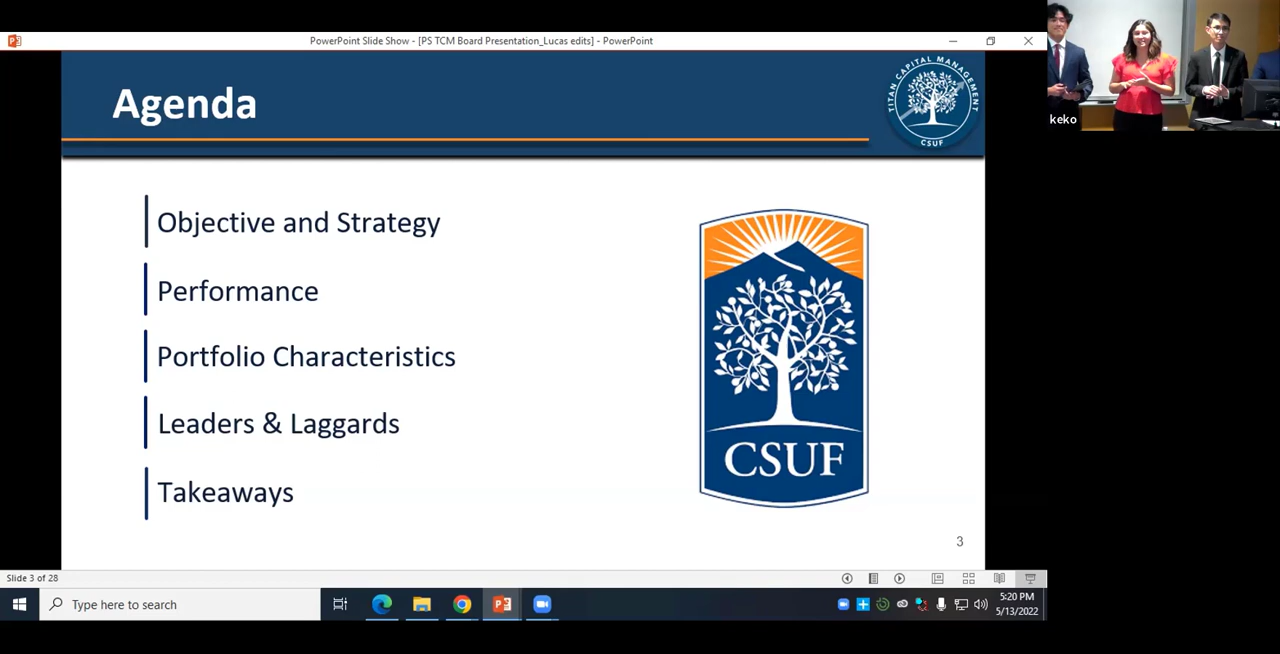 PowerPoint Slide Show - [PS TCM Board Presentation_Lucas edits] - PowerPoint
keko
Agenda
TITAN CAPITAL MANAGEMENT
CSUF
Objective and Strategy
Performance
Portfolio Characteristics
Leaders & Laggards
Takeaways
CSUF
3
Slide 3 of 28
Type here to search
5:20 PM
5/13/2022